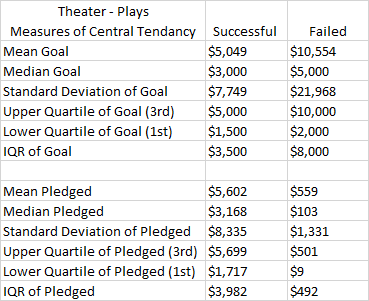 Theater - Plays
Measures of Central Tendancy Successful Failed
Mean Goal $5,049 $10,554
Median Goal $3,000 $5,000
Standard Deviation of Goal $7,749 $21,968
Upper Quartile of Goal (3rd) $5,000 $10,000
Lower Quartile of Goal (1st) $1,500 $2,000
IQR of Goal $3,500 $8,000
Mean Pledged $5,602 $559
Median Pledged $3,168 $103
Standard Deviation of Pledged $8,335 $1,331
Upper Quartile of Pledged (3rd) $5,699 $501
Lower Quartile of Pledged (1st) $1,717 $9
IQR of Pledged $3,982 $492